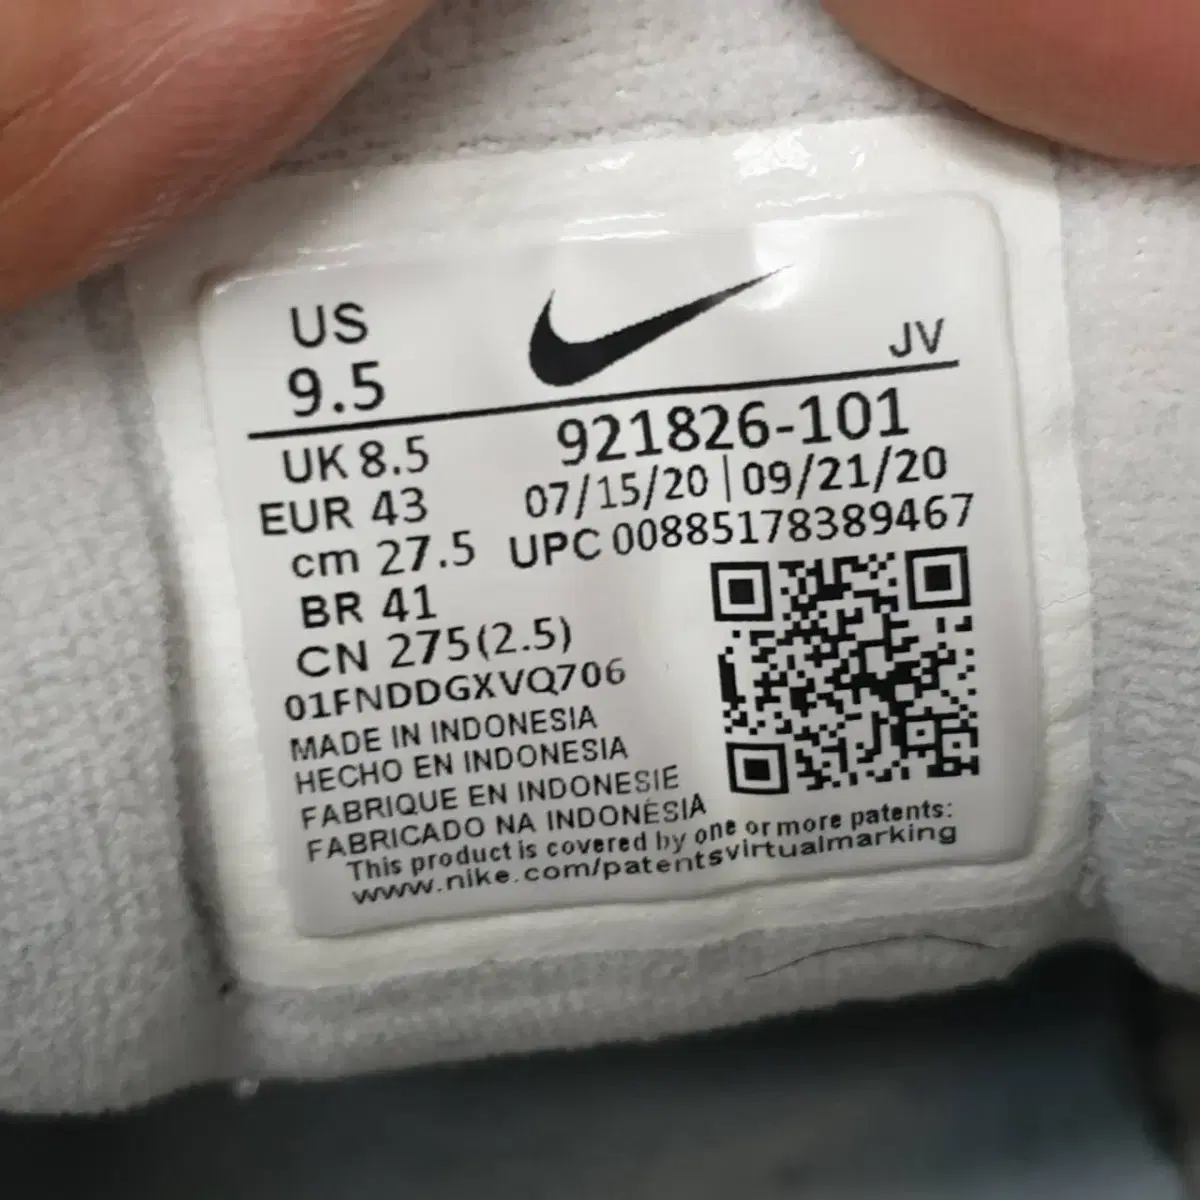 US
9.5
JV
UK 8.5
EUR 43
cm 27.5
BR 41
CN 275(2.5)
921826-101
07/15/20 | 09/21/20
UPC 00885178389467
01FNDDGXVQ706
MADE IN INDONESIA
HECHO EN INDONESIA
FABRIQUE EN INDONESIE
FABRICADO NA INDONÉSIA
This product is covered by one or more patents:
www.nike.com/patentsvirtualmarking